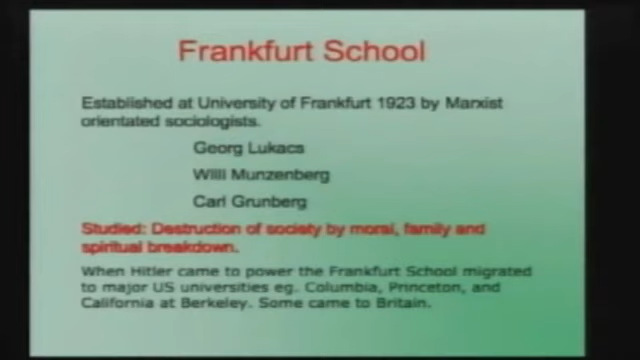 Frankfurt School
Established at University of Frankfurt 1923 by Marxist
orientated sociologists.
Georg Lukacs
Willi Munzenberg
Carl Grunberg
Studied: Destruction of society by moral, family and
spiritual breakdown.
When Hitler came to power the Frankfurt School migrated
to major US universities eg. Columbia, Princeton, and
California at Berkeley. Some came to Britain.